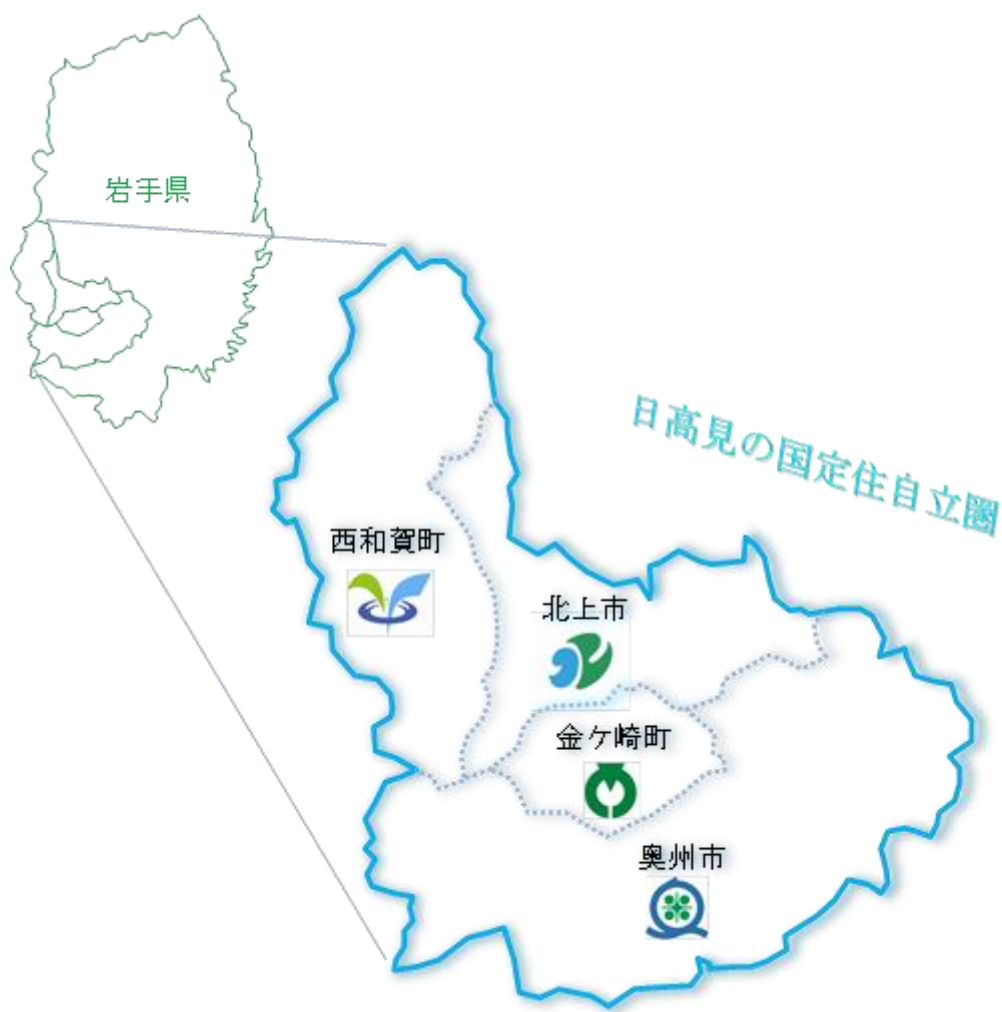 岩手県
日高見の国定住自立圏
西和賀町
北上市
金ケ崎町
奥州市